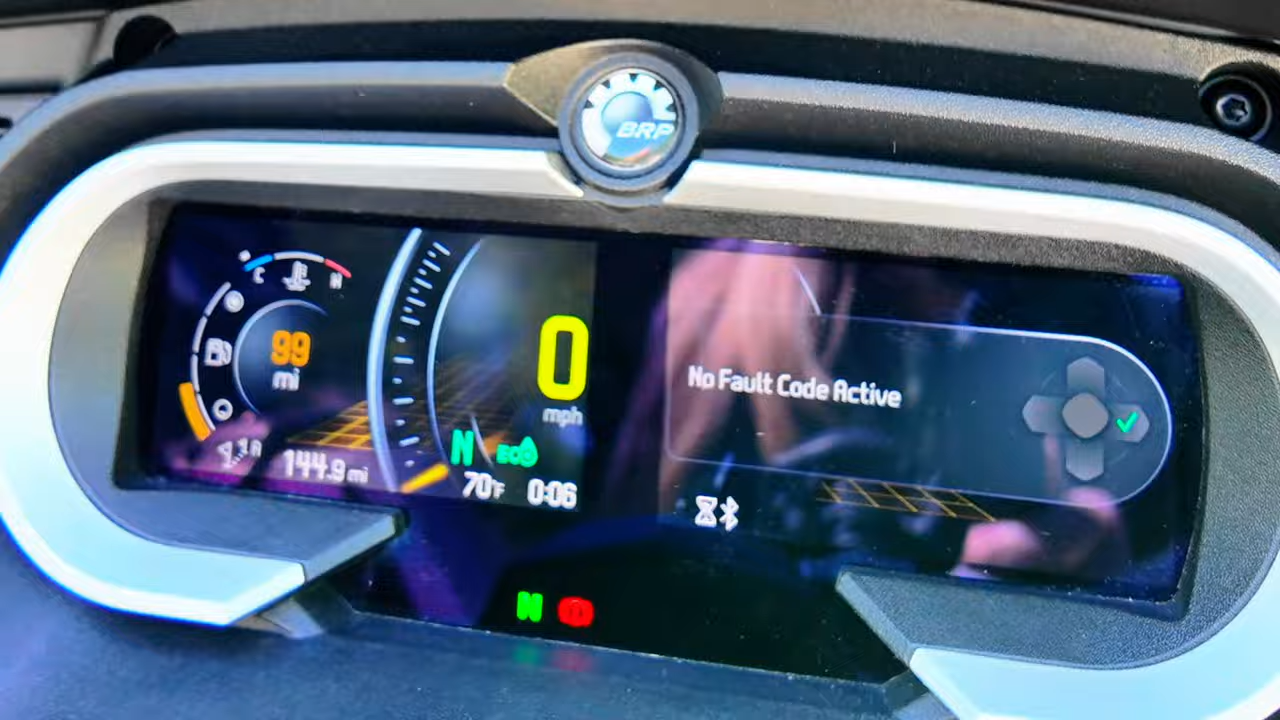 BRP
C H
99
mi
0
mph
N ECO
144.9 mi
70°F 0:06
No Fault Code Active
N